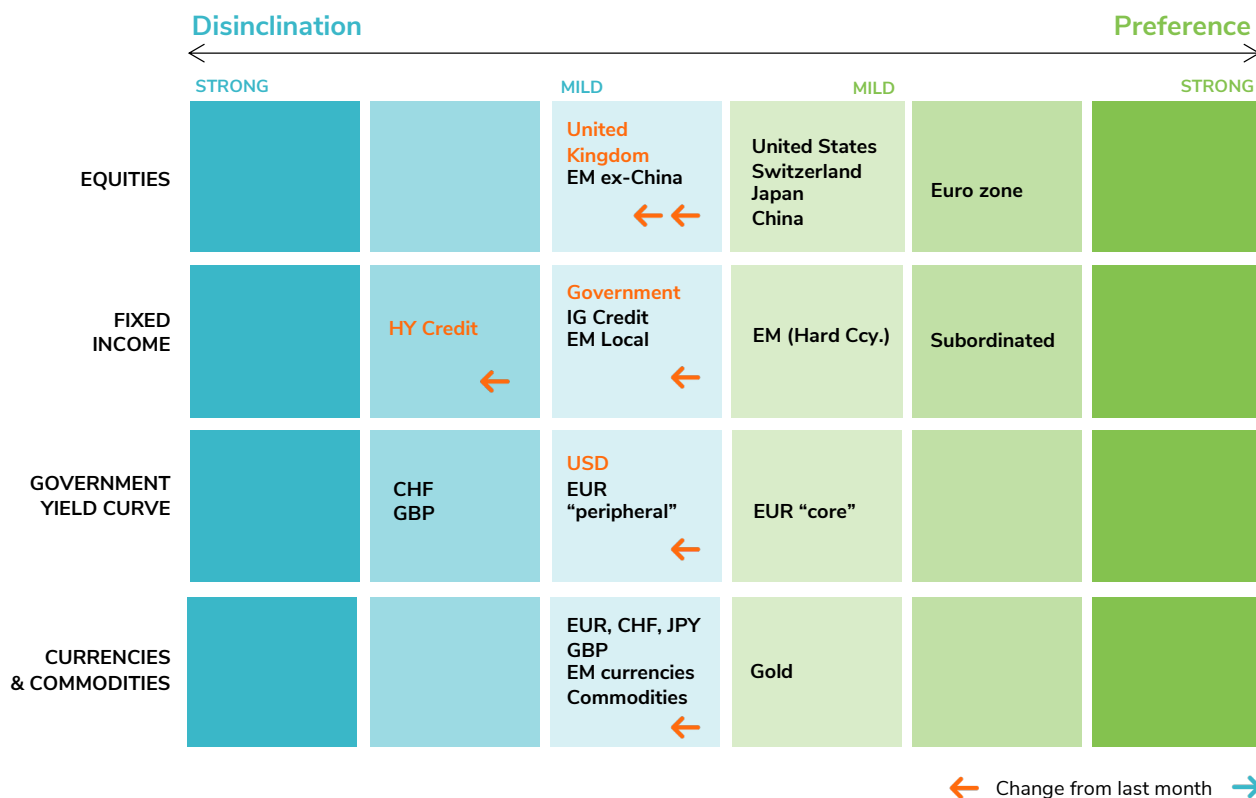 Disinclination
Preference
STRONG
MILD
MILD
STRONG
EQUITIES
United
Kingdom
EM ex-China
United States
Switzerland
Japan
China
Euro zone
FIXED
INCOME
HY Credit
Government
IG Credit
EM Local
EM (Hard Ccy.)
Subordinated
GOVERNMENT
YIELD CURVE
CHF
GBP
USD
EUR
“peripheral”
EUR “core”
CURRENCIES
& COMMODITIES
EUR, CHF, JPY
GBP
EM currencies
Commodities
Gold
Change from last month